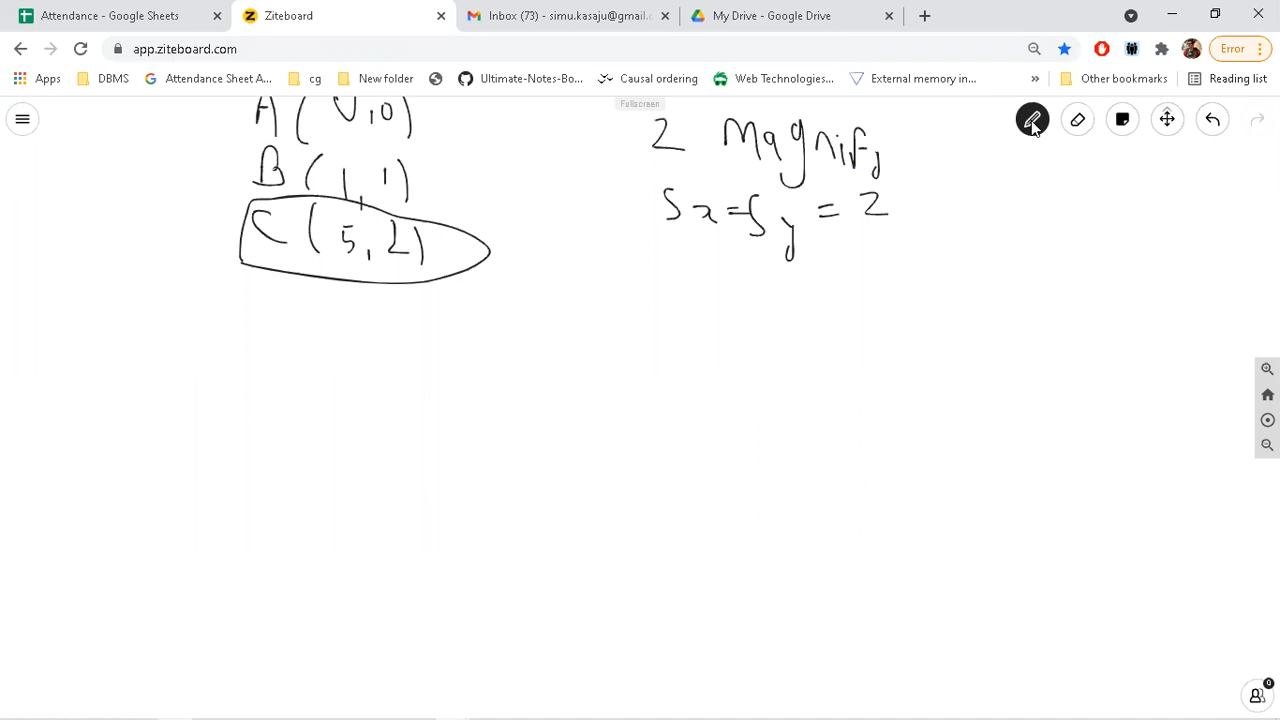 Attendance - Google Sheets
Ziteboard
Inbox (73) - simu.kasaju@gmail.c
My Drive - Google Drive
app.ziteboard.com
Error
Apps
DBMS
Attendance Sheet A...
cg
New folder
Ultimate-Notes-Bo...
Causal ordering
Web Technologies...
External memory in...
»
Other bookmarks
Reading list
Fullscreen
A ( 0,0)
2 Magnify
B ( 1,1)
Sx=Sy = 2
C ( 5,2)
0